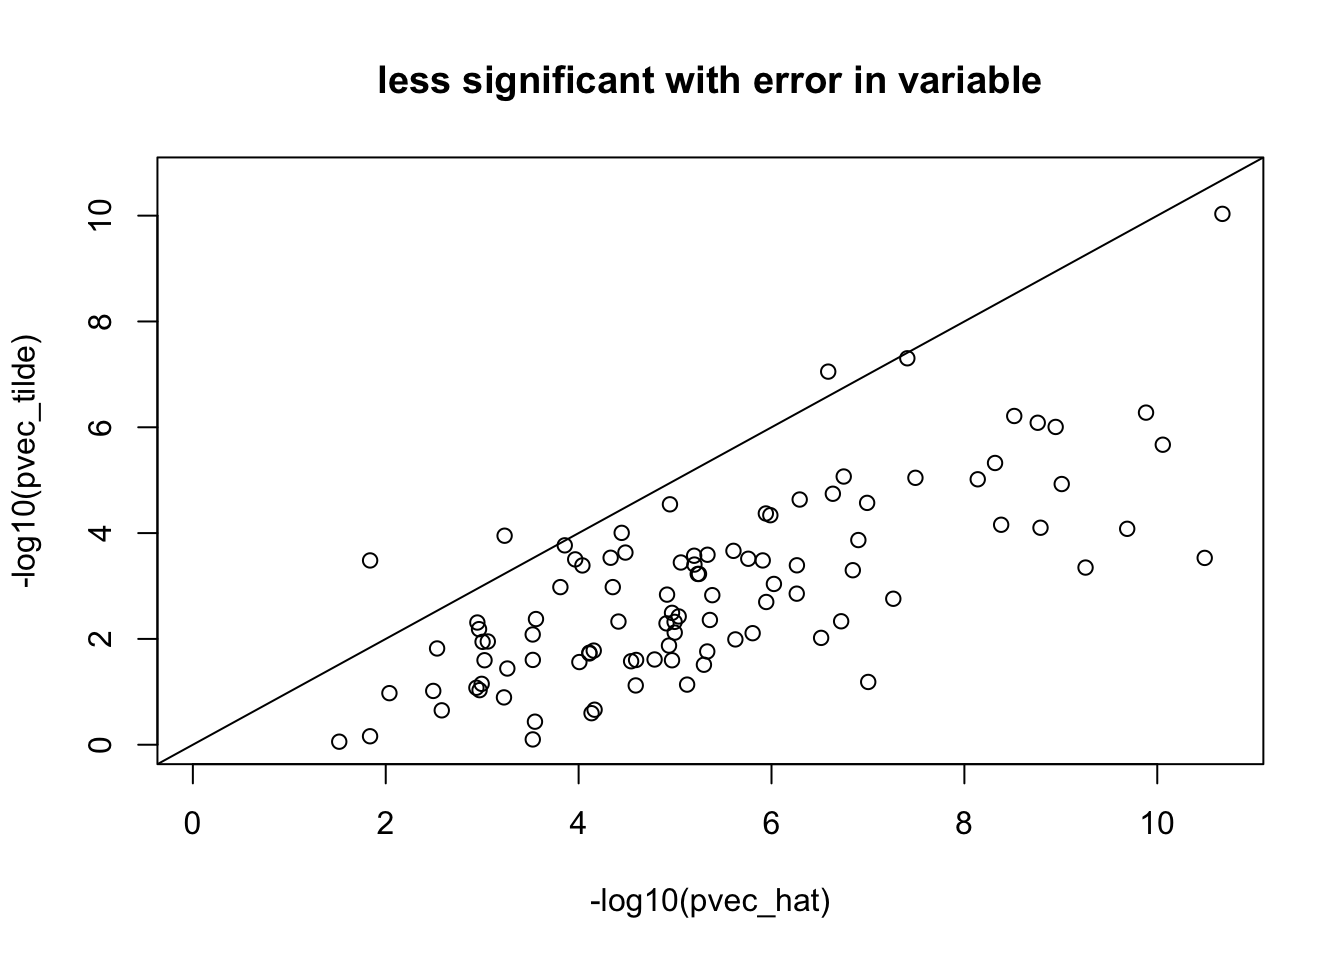 less significant with error in variable
10
8
6
4
2
0
-log10(pvec_tilde)
0 2 4 6 8 10
-log10(pvec_hat)